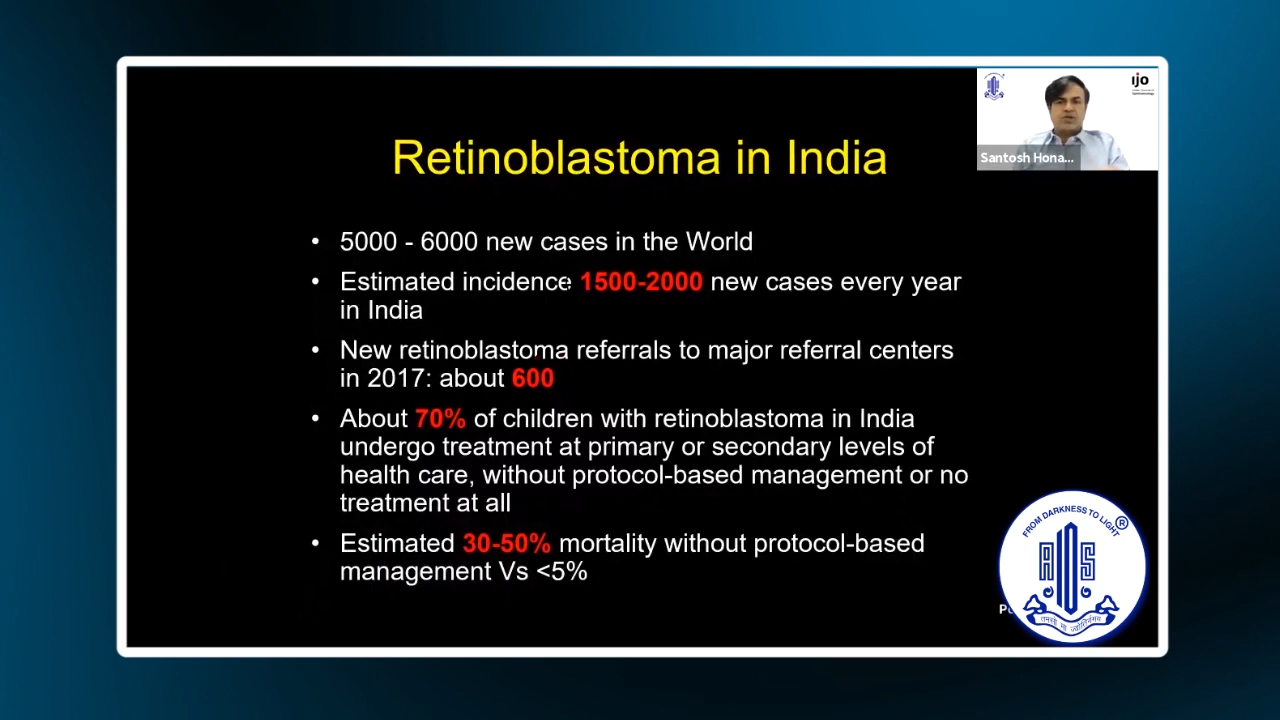 ijo
Santosh Hona...
Retinoblastoma in India
• 5000 - 6000 new cases in the World
• Estimated incidence 1500-2000 new cases every year
in India
• New retinoblastoma referrals to major referral centers
in 2017: about 600
• About 70% of children with retinoblastoma in India
undergo treatment at primary or secondary levels of
health care, without protocol-based management or no
treatment at all
• Estimated 30-50% mortality without protocol-based
management Vs <5%
FROM DARKNESS TO LIGHT
®
AIOS
तमसो मा ज्योतिर्गमय